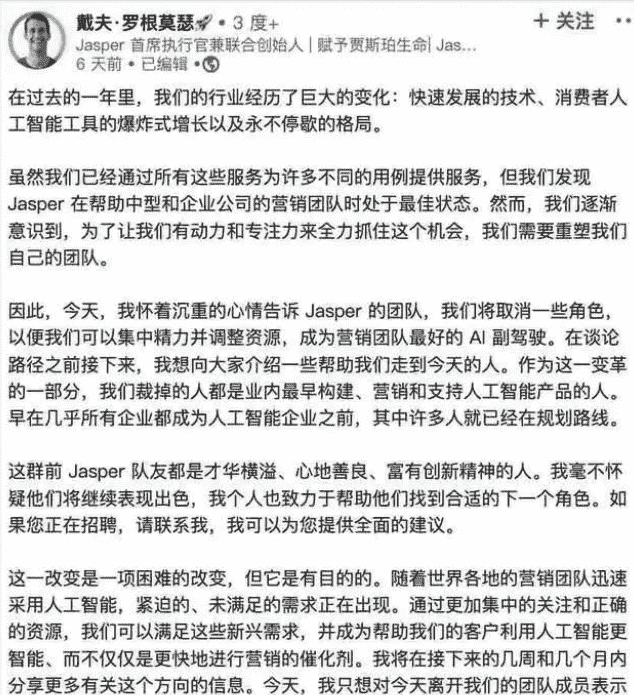 戴夫·罗根莫瑟 • 3 度+
+ 关注
Jasper 首席执行官兼联合创始人 | 赋予贾斯珀生命| Jas...
6 天前 • 已编辑 •
在过去的一年里，我们的行业经历了巨大的变化：快速发展的技术、消费者人
工智能工具的爆炸式增长以及永不停歇的格局。
虽然我们已经通过所有这些服务为许多不同的用例提供服务，但我们发现
Jasper 在帮助中型和企业公司的营销团队时处于最佳状态。然而，我们逐渐
意识到，为了让我们有动力和专注力来全力抓住这个机会，我们需要重塑我们
自己的团队。
因此，今天，我怀着沉重的心情告诉 Jasper 的团队，我们将取消一些角色，
以便我们可以集中精力并调整资源，成为营销团队最好的 AI 副驾驶。在谈论
路径之前接下来，我想向大家介绍一些帮助我们走到今天的人。作为这一变革
的一部分，我们裁掉的人都是业内最早构建、营销和支持人工智能产品的人。
早在几乎所有企业都成为人工智能企业之前，其中许多人就已经在规划路线。
这群前 Jasper 队友都是才华横溢、心地善良、富有创新精神的人。我毫不怀
疑他们将继续表现出色，我个人也致力于帮助他们找到合适的下一个角色。如
果您正在招聘，请联系我，我可以为您提供全面的建议。
这一改变是一项困难的改变，但它是有目的的。随着世界各地的营销团队迅速
采用人工智能，紧迫的、未满足的需求正在出现。通过更加集中的关注和正确
的资源，我们可以满足这些新兴需求，并成为帮助我们的客户利用人工智能更
智能、而不仅仅是更快地进行营销的催化剂。我将在接下来的几周和几个月内
分享更多有关这个方向的信息。今天，我只想对今天离开我们的团队成员表示